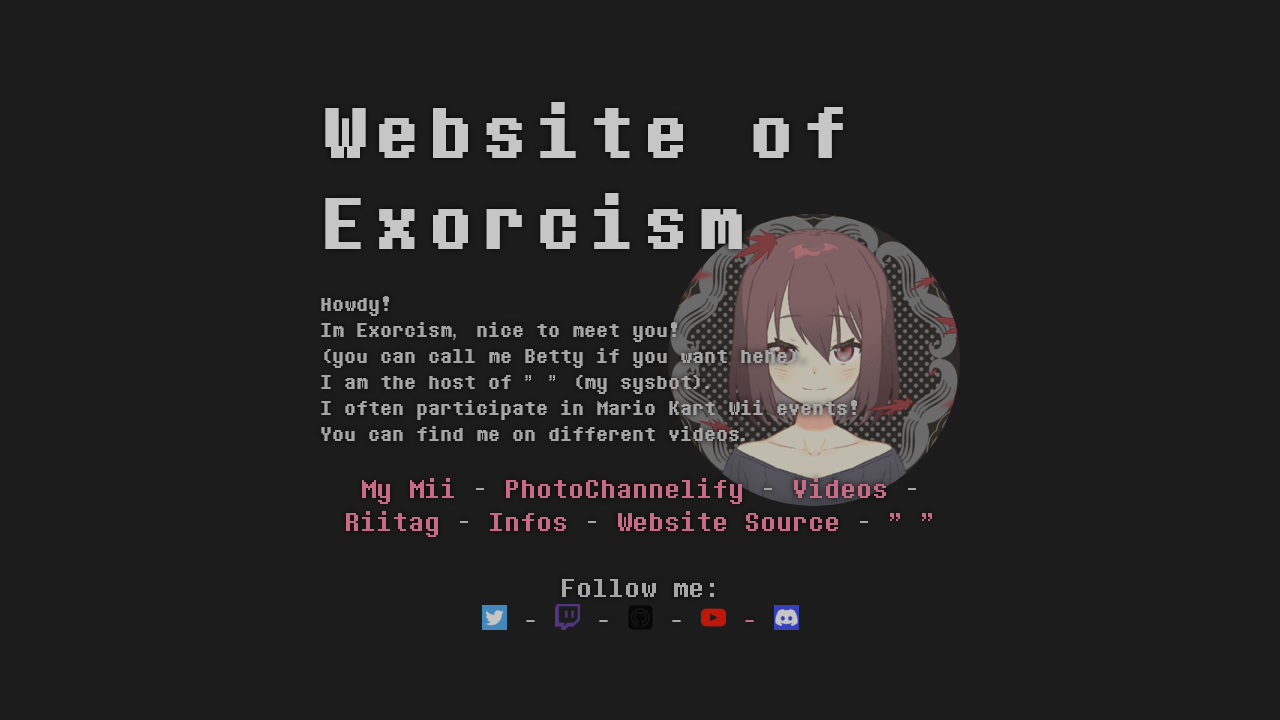 Website of
Exorcism
Howdy!
Im Exorcism, nice to meet you!
(you can call me Betty if you want hehe)
I am the host of " " (my sysbot).
I often participate in Mario Kart Wii events!
You can find me on different videos.
My Mii - PhotoChannelify - Videos -
Riitag - Infos - Website Source - " "
Follow me:
- - - -